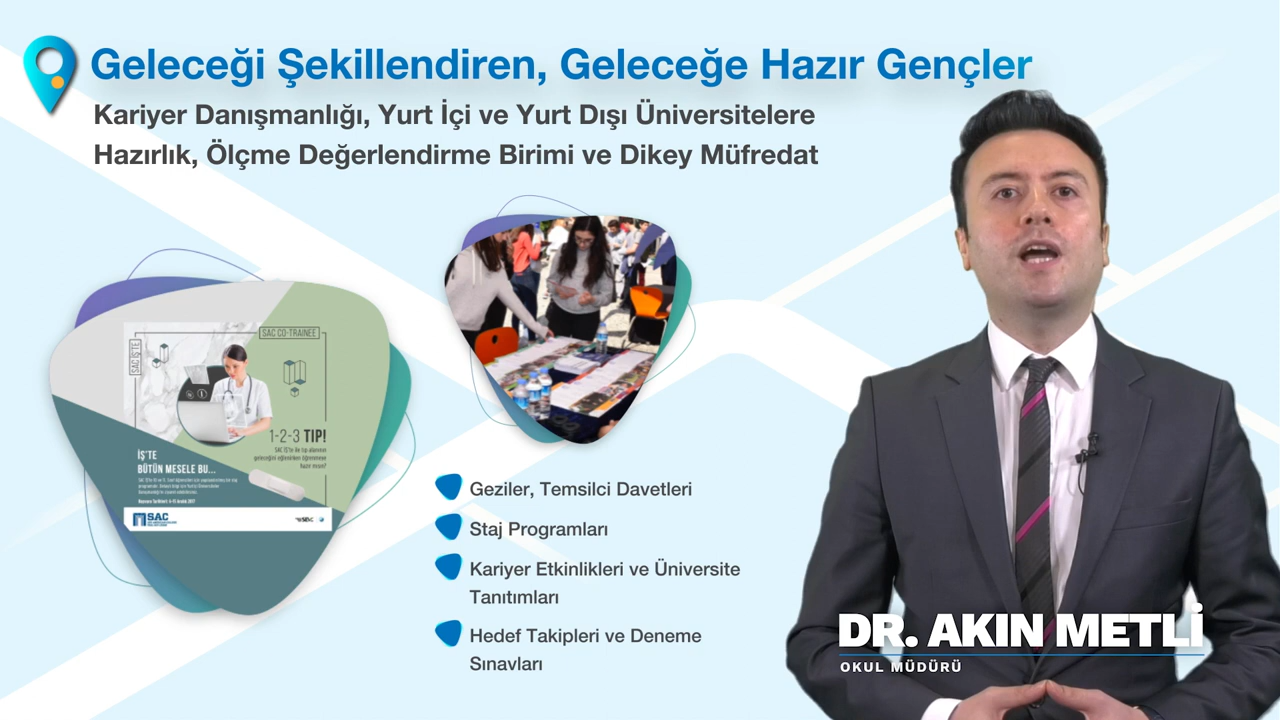 Geleceği Şekillendiren, Geleceğe Hazır Gençler
Kariyer Danışmanlığı, Yurt İçi ve Yurt Dışı Üniversitelere
Hazırlık, Ölçme Değerlendirme Birimi ve Dikey Müfredat
SAC CO-TRAINEE
SAC İŞ'TE
1-2-3 TIP!
İŞ'TE
BÜTÜN MESELE BU...
SAC
Geziler, Temsilci Davetleri
Staj Programları
Kariyer Etkinlikleri ve Üniversite
Tanıtımları
Hedef Takipleri ve Deneme
Sınavları
DR. AKIN METLİ
OKUL MÜDÜRÜ